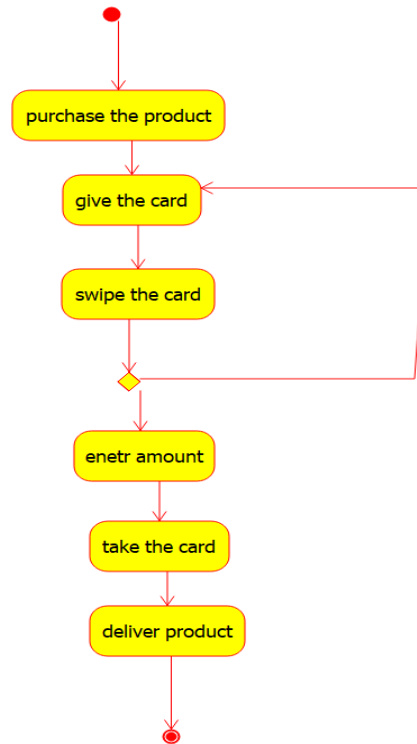 purchase the product
give the card
swipe the card
enetr amount
take the card
deliver product